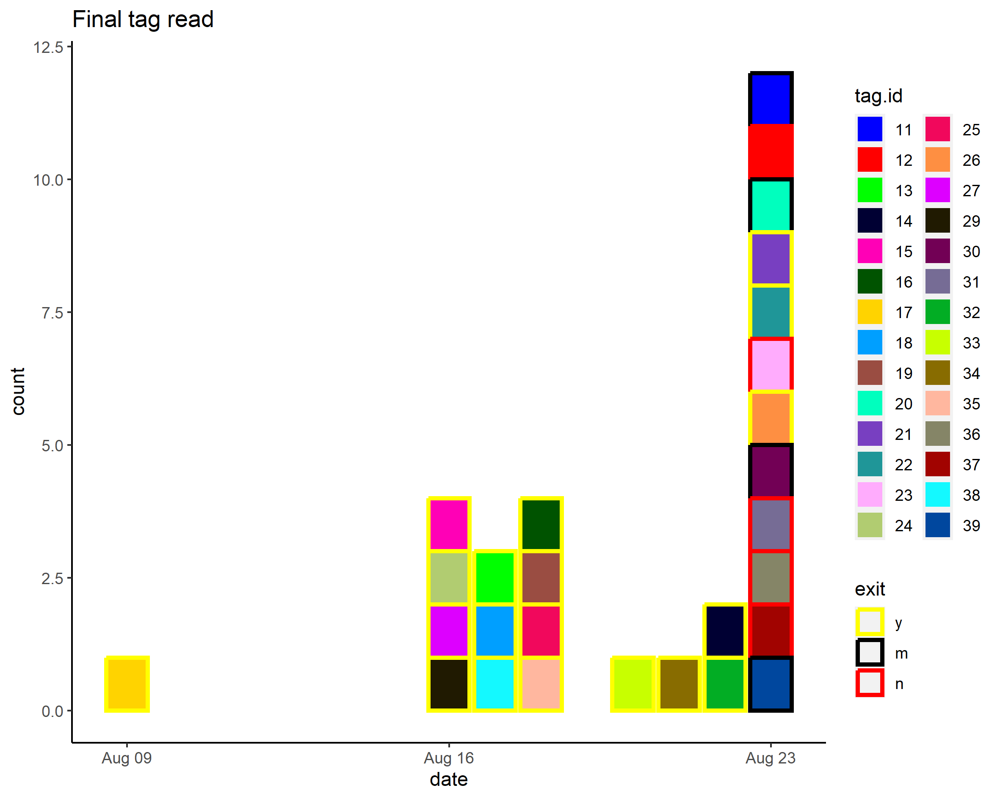 Final tag read
12.5
10.0
7.5
5.0
2.5
0.0
count
Aug 09 Aug 16 Aug 23
date
tag.id
11 25
12 26
13 27
14 29
15 30
16 31
17 32
18 33
19 34
20 35
21 36
22 37
23 38
24 39
exit
y
m
n